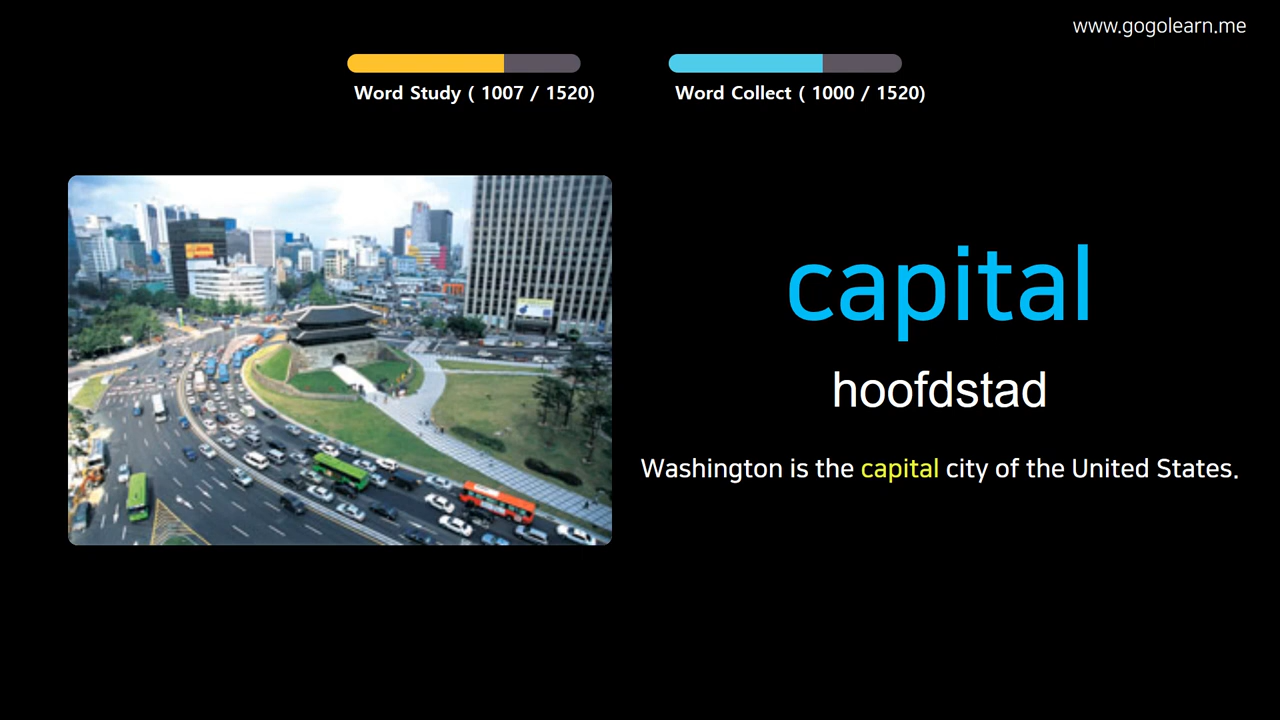 www.gogolearn.me
Word Study ( 1007 / 1520)
Word Collect ( 1000 / 1520)
capital
hoofdstad
Washington is the capital city of the United States.